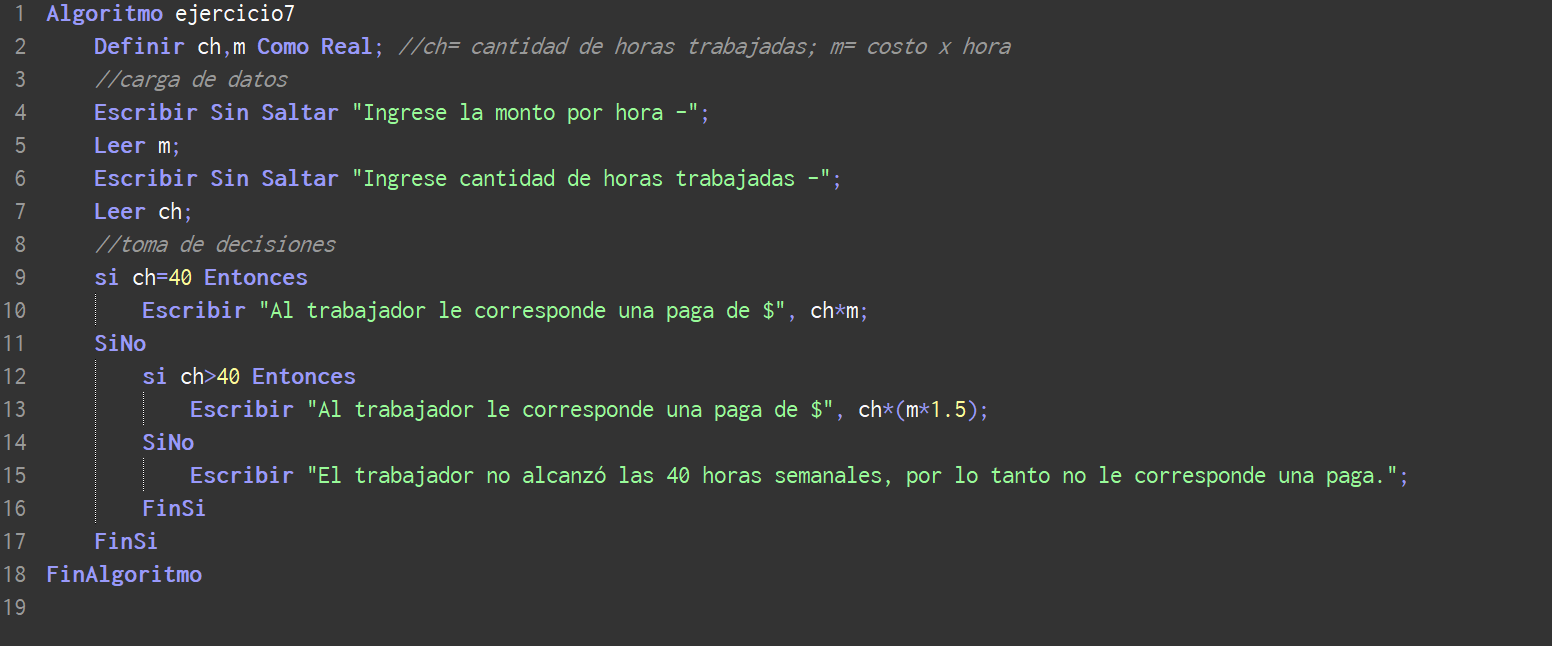 1 Algoritmo ejercicio7
2 Definir ch,m Como Real; //ch= cantidad de horas trabajadas; m= costo x hora
3 //carga de datos
4 Escribir Sin Saltar "Ingrese la monto por hora -";
5 Leer m;
6 Escribir Sin Saltar "Ingrese cantidad de horas trabajadas -";
7 Leer ch;
8 //toma de decisiones
9 si ch=40 Entonces
10 Escribir "Al trabajador le corresponde una paga de $", ch*m;
11 SiNo
12 si ch>40 Entonces
13 Escribir "Al trabajador le corresponde una paga de $", ch*(m*1.5);
14 SiNo
15 Escribir "El trabajador no alcanzó las 40 horas semanales, por lo tanto no le corresponde una paga.";
16 FinSi
17 FinSi
18 FinAlgoritmo
19